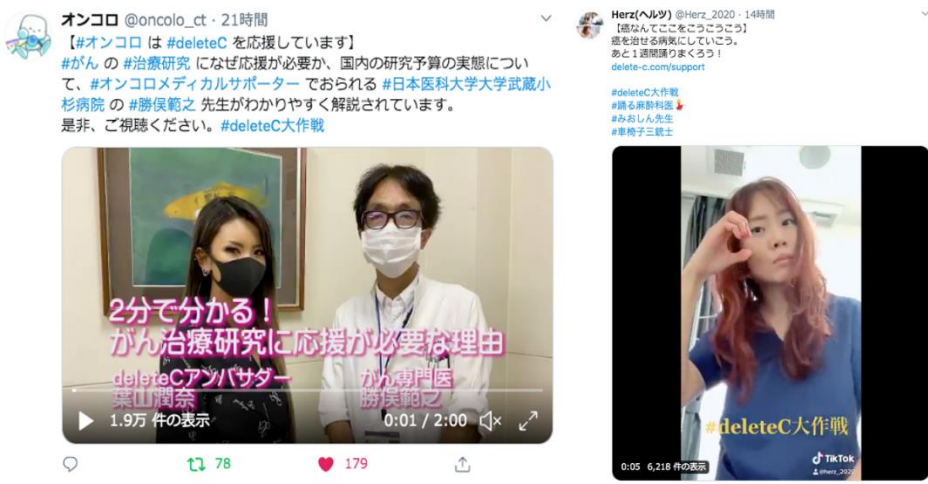 オンコロ @oncolo_ct · 21時間
【#オンコロ は #deleteC を応援しています】
#がん の #治療研究 になぜ応援が必要か、国内の研究予算の実態につい
て、#オンコロメディカルサポーター でおられる #日本医科大学大学武蔵小
杉病院 の #勝俣範之 先生がわかりやすく解説されています。
是非、ご視聴ください。#deleteC大作戦
2分で分かる！
がん治療研究に応援が必要な理由
deleteCアンバサダー
葉山潤奈
がん専門医
勝俣範之
1.9万 件の表示
0:01 / 2:00
78
179
Herz(ヘルツ) @Herz_2020 · 14時間
【癌なんてここをこうこうこう】
癌を治せる病気にしていこう。
あと１週間踊りまくろう！
delete-c.com/support
#deleteC大作戦
#踊る麻酔科医💃
#みおしん先生
#車椅子三銃士
#deleteC大作戦
TikTok
@herz_2020
0:05 6,218 件の表示